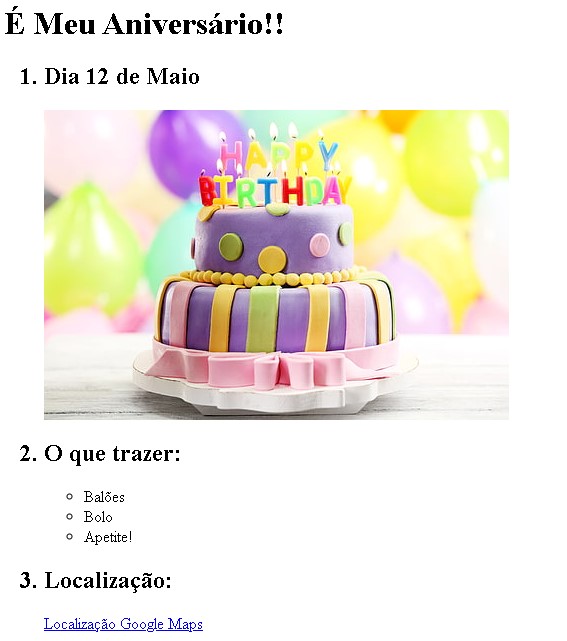 É Meu Aniversário!!
1. Dia 12 de Maio
HAPPY
BIRTHDAY
2. O que trazer:
Balões
Bolo
Apetite!
3. Localização:
Localização Google Maps